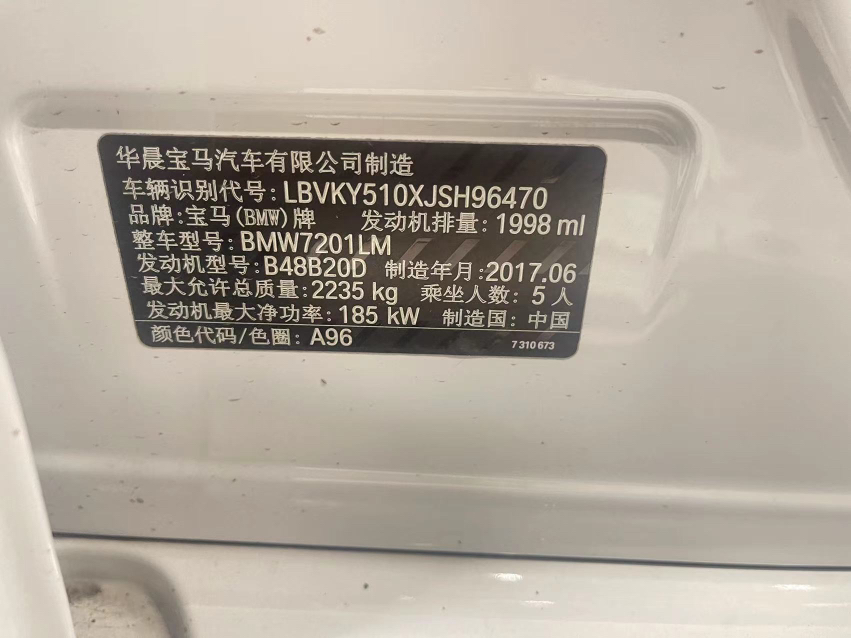 华晨宝马汽车有限公司制造
车辆识别代号: LBVKY510XJSH96470
品牌: 宝马(BMW)牌 发动机排量: 1998 ml
整车型号: BMW7201LM
发动机型号: B48B20D 制造年月: 2017.06
最大允许总质量: 2235 kg 乘坐人数: 5 人
发动机最大净功率: 185 kW 制造国: 中国
颜色代码/色圈: A96 7 310 673